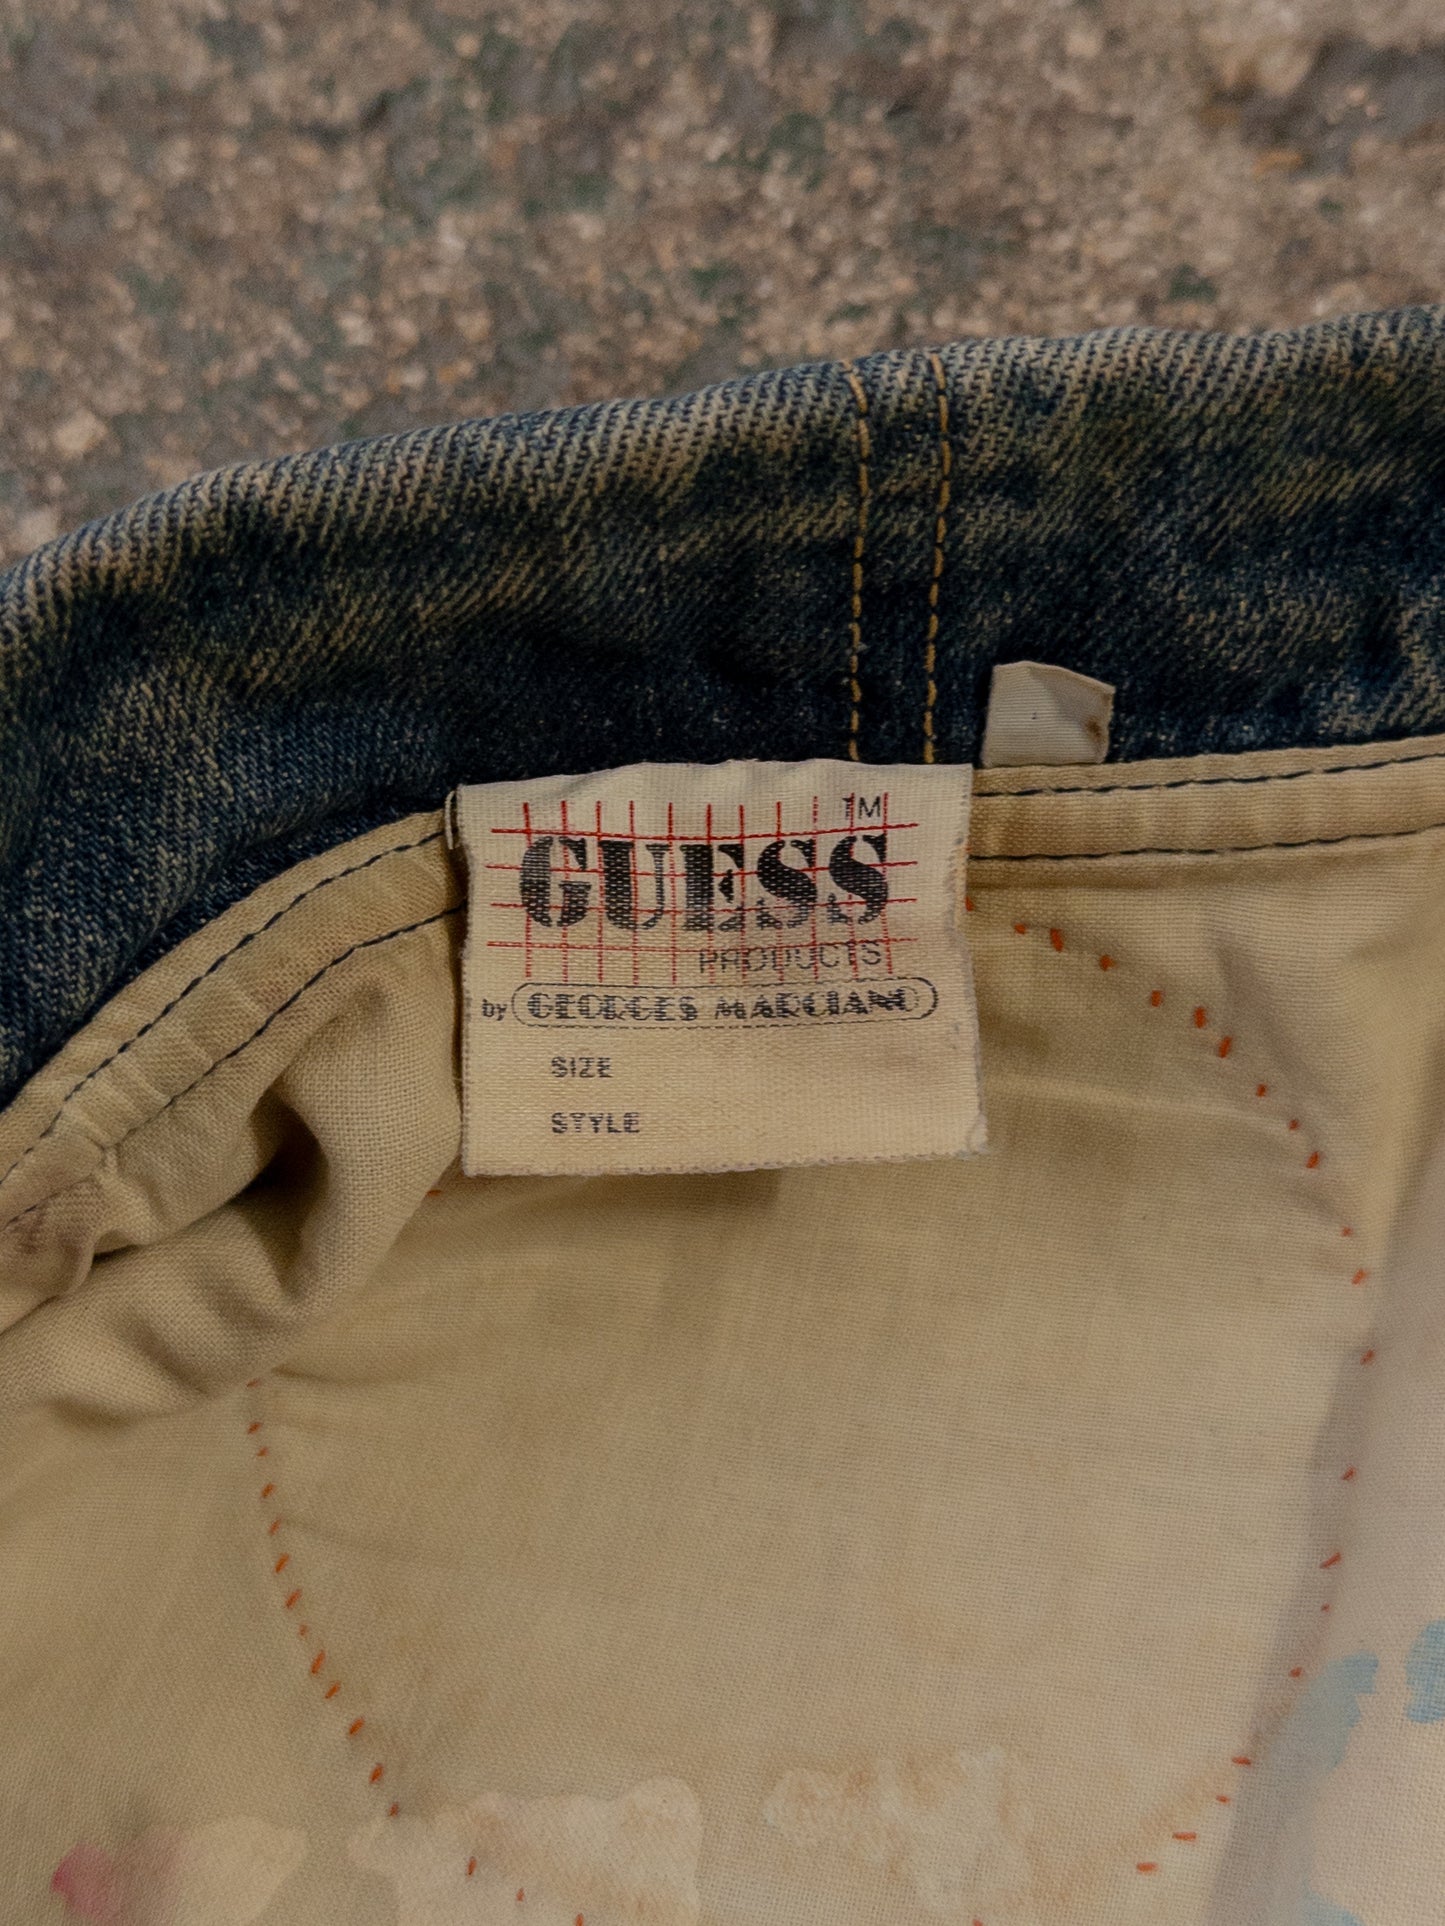 TM
GUESS
PRODUCTS
by GEORGES MARCIANO
SIZE
STYLE